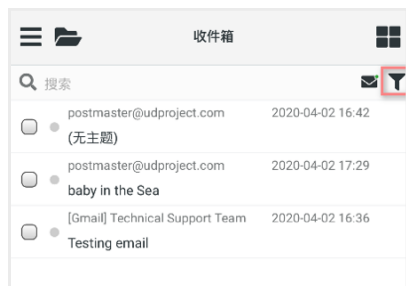 收件箱
搜索
postmaster@udproject.com 2020-04-02 16:42
(无主题)
postmaster@udproject.com 2020-04-02 17:29
baby in the Sea
[Gmail] Technical Support Team 2020-04-02 16:36
Testing email